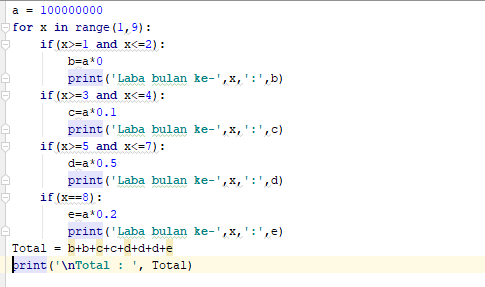 a = 100000000
for x in range(1,9):
    if(x>=1 and x<=2):
        b=a*0
        print('Laba bulan ke-',x,':',b)
    if(x>=3 and x<=4):
        c=a*0.1
        print('Laba bulan ke-',x,':',c)
    if(x>=5 and x<=7):
        d=a*0.5
        print('Laba bulan ke-',x,':',d)
    if(x==8):
        e=a*0.2
        print('Laba bulan ke-',x,':',e)
Total = b+b+c+c+d+d+d+e
print('\nTotal : ', Total)